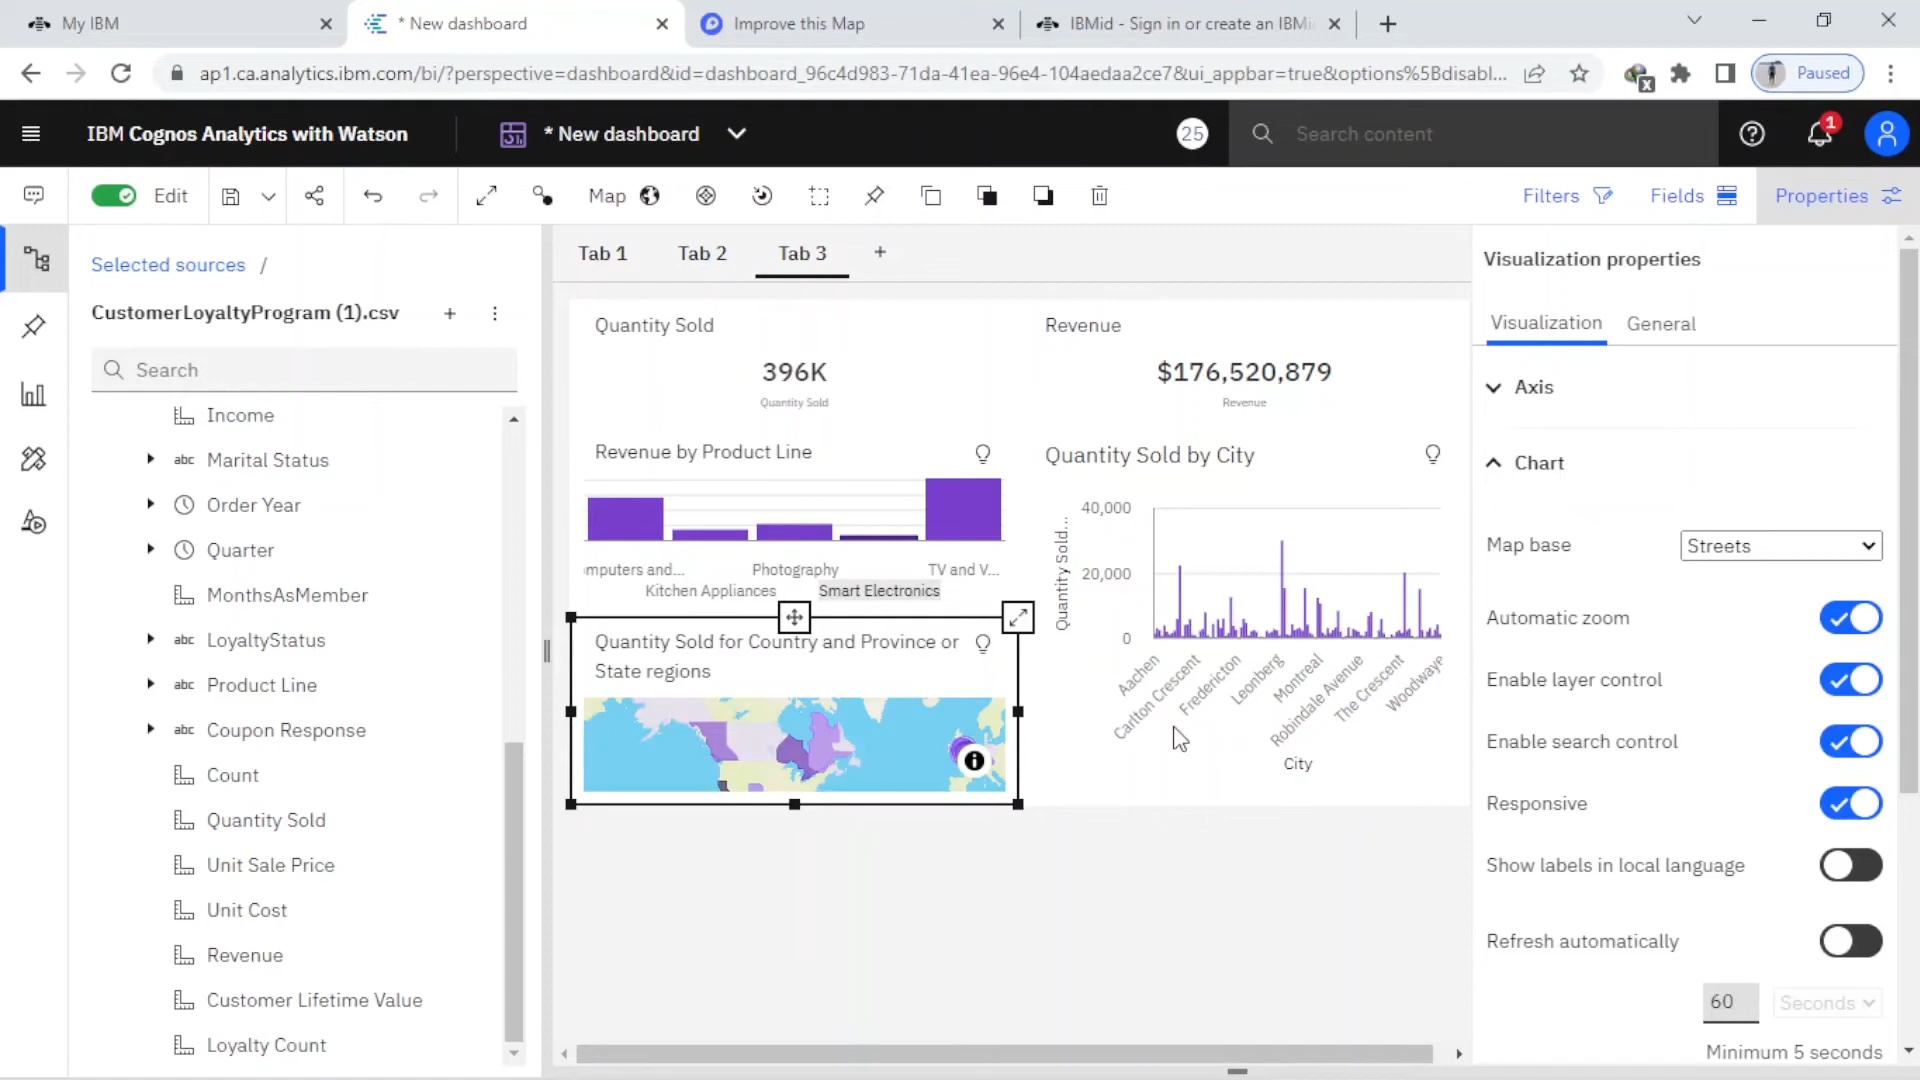 My IBM
* New dashboard
Improve this Map
IBMid - Sign in or create an IBMi
ap1.ca.analytics.ibm.com/bi/?perspective=dashboard&id=dashboard_96c4d983-71da-41ea-96e4-104aedaa2ce7&ui_appbar=true&options%5Bdisabl...
Paused
IBM Cognos Analytics with Watson
* New dashboard
25
Search content
1
Edit
Map
Filters
Fields
Properties
Selected sources /
CustomerLoyaltyProgram (1).csv
Search
Income
abc Marital Status
Order Year
Quarter
MonthsAsMember
abc LoyaltyStatus
abc Product Line
abc Coupon Response
Count
Quantity Sold
Unit Sale Price
Unit Cost
Revenue
Customer Lifetime Value
Loyalty Count
Tab 1
Tab 2
Tab 3
Quantity Sold
396K
Quantity Sold
Revenue
$176,520,879
Revenue
Revenue by Product Line
mputers and...
Photography
TV and V...
Kitchen Appliances
Smart Electronics
Quantity Sold by City
Quantity Sold...
40,000
20,000
0
Aachen
Carlton Crescent
Fredericton
Leonberg
Montreal
Robindale Avenue
The Crescent
Woodwaye
City
Quantity Sold for Country and Province or
State regions
Visualization properties
Visualization
General
Axis
Chart
Map base
Streets
Automatic zoom
Enable layer control
Enable search control
Responsive
Show labels in local language
Refresh automatically
60
Seconds
Minimum 5 seconds